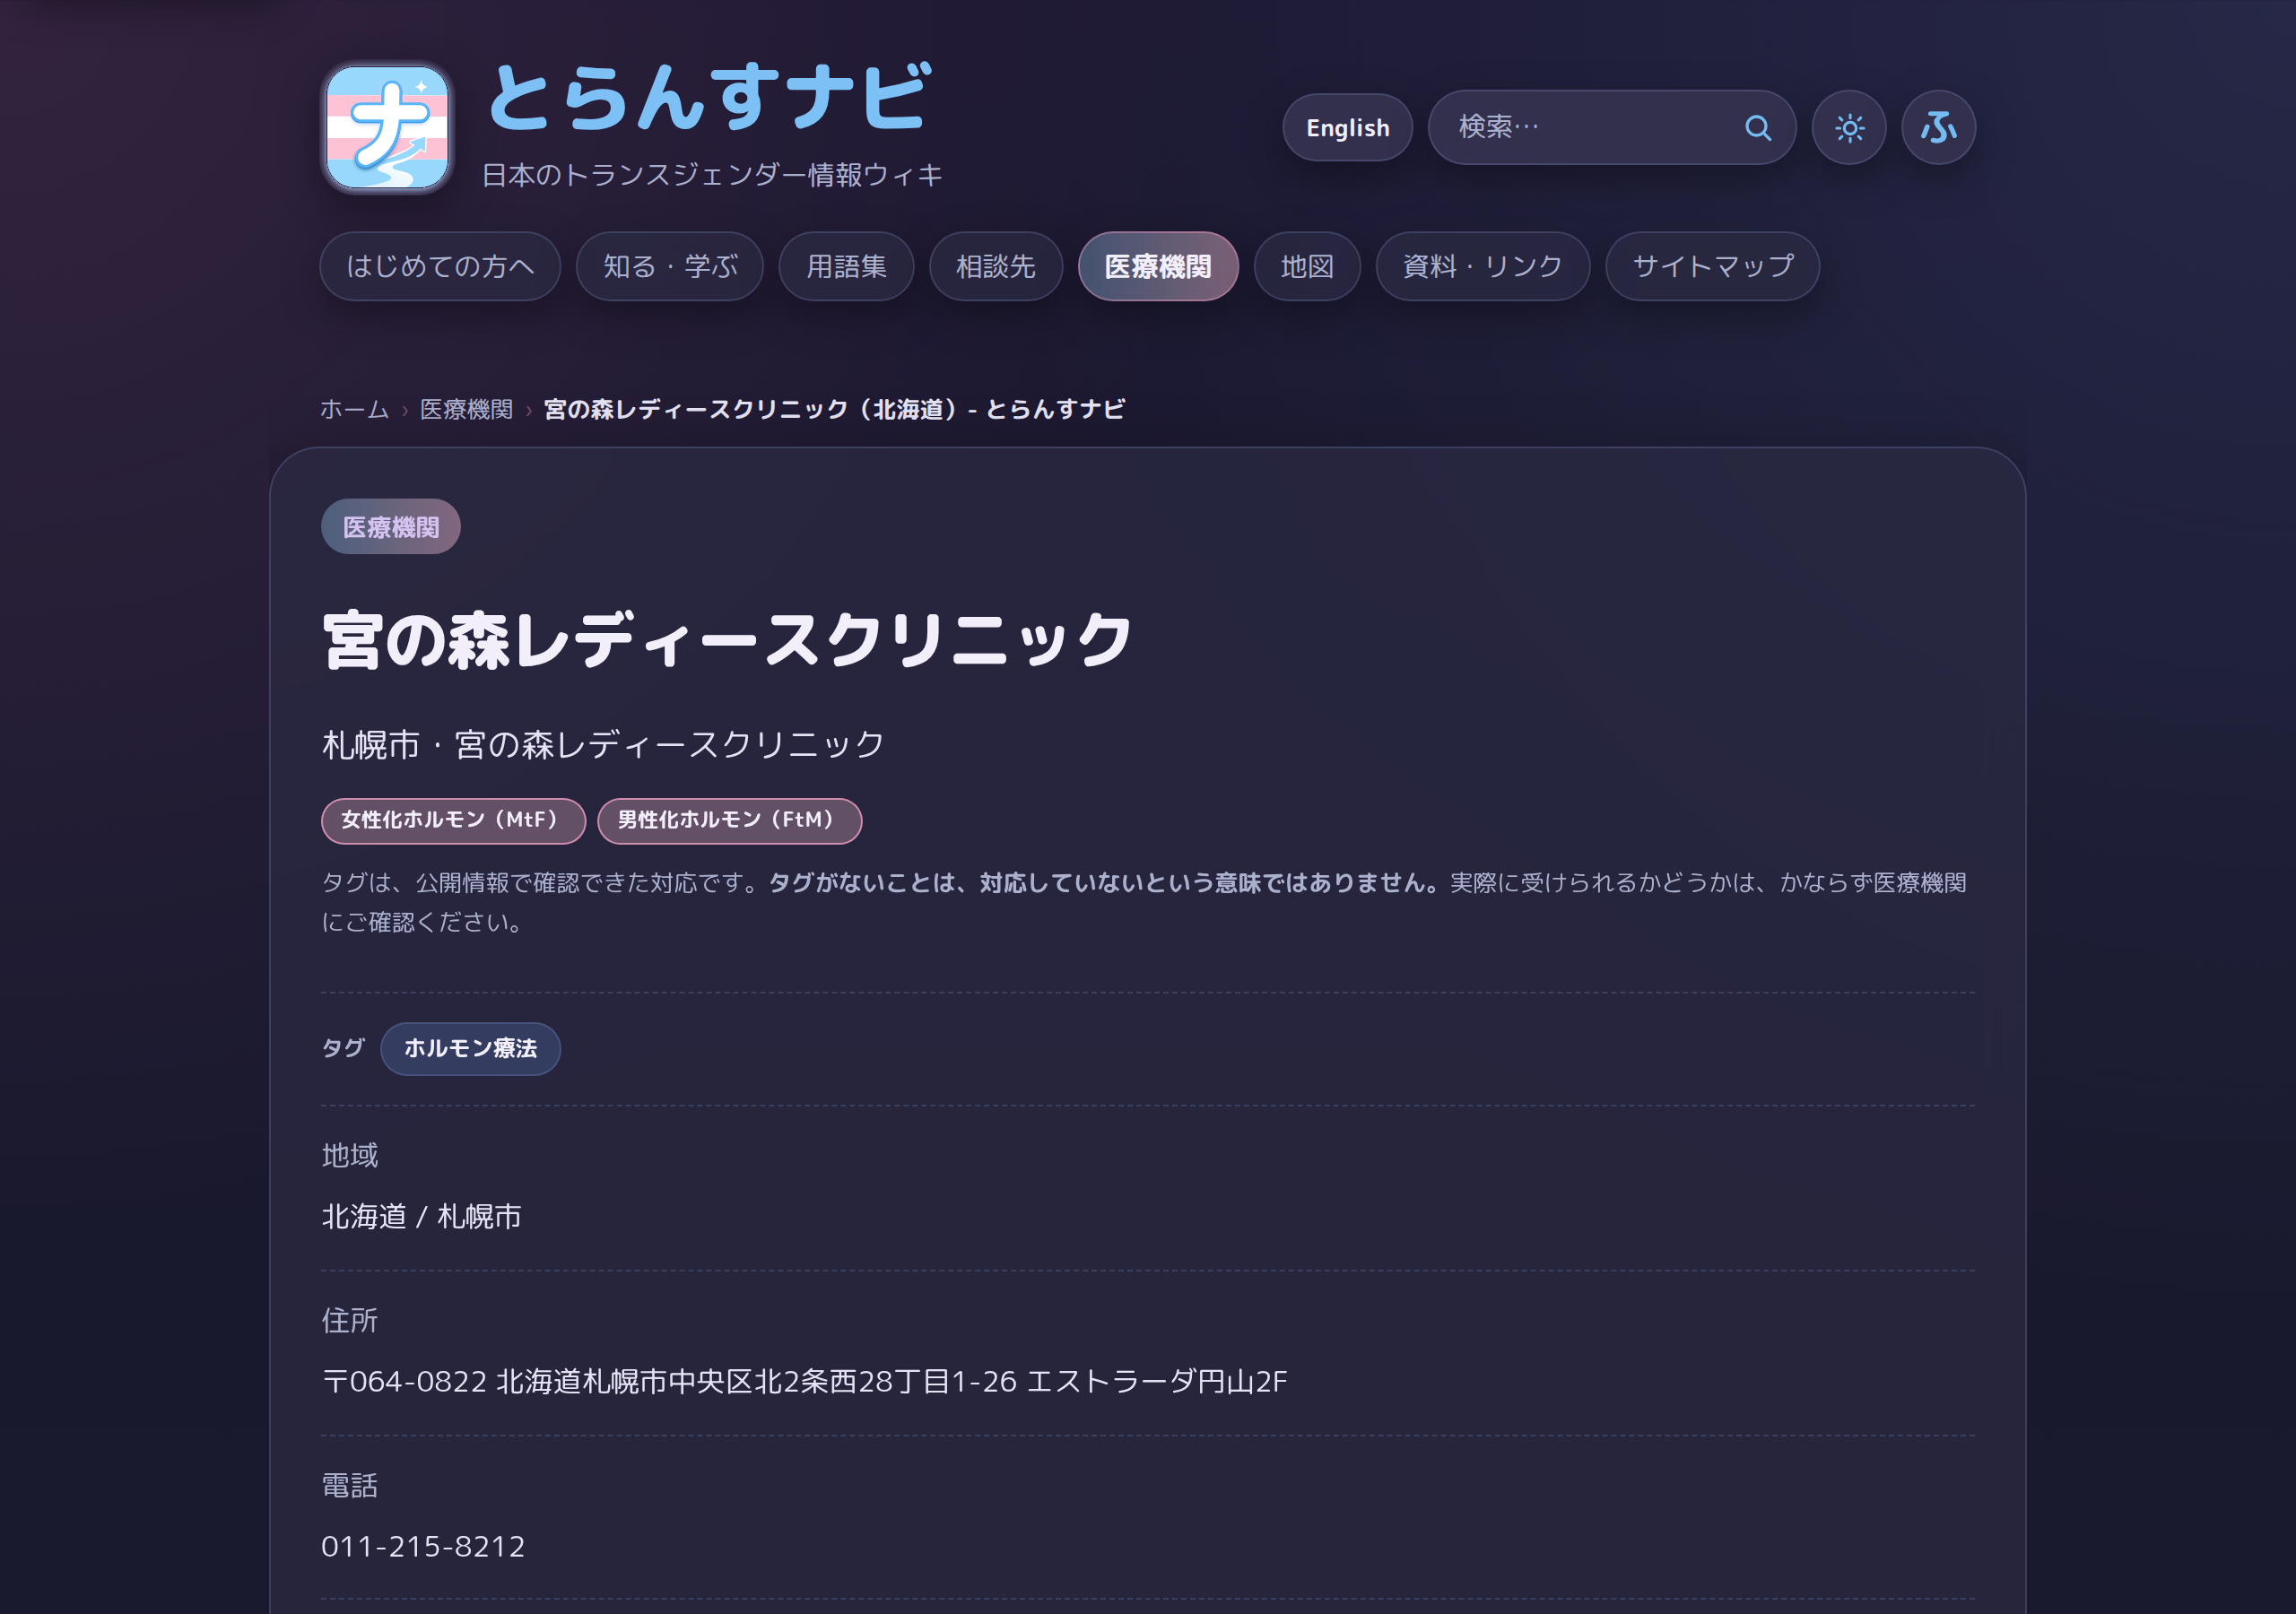 ナ
とらんすナビ
日本のトランスジェンダー情報ウィキ
English
検索…
ふ
はじめての方へ
知る・学ぶ
用語集
相談先
医療機関
地図
資料・リンク
サイトマップ
ホーム › 医療機関 › 宮の森レディースクリニック（北海道）- とらんすナビ
医療機関
宮の森レディースクリニック
札幌市・宮の森レディースクリニック
女性化ホルモン（MtF） 男性化ホルモン（FtM）
タグは、公開情報で確認できた対応です。タグがないことは、対応していないという意味ではありません。実際に受けられるかどうかは、かならず医療機関
にご確認ください。
タグ ホルモン療法
地域
北海道 / 札幌市
住所
〒064-0822 北海道札幌市中央区北2条西28丁目1-26 エストラーダ円山2F
電話
011-215-8212